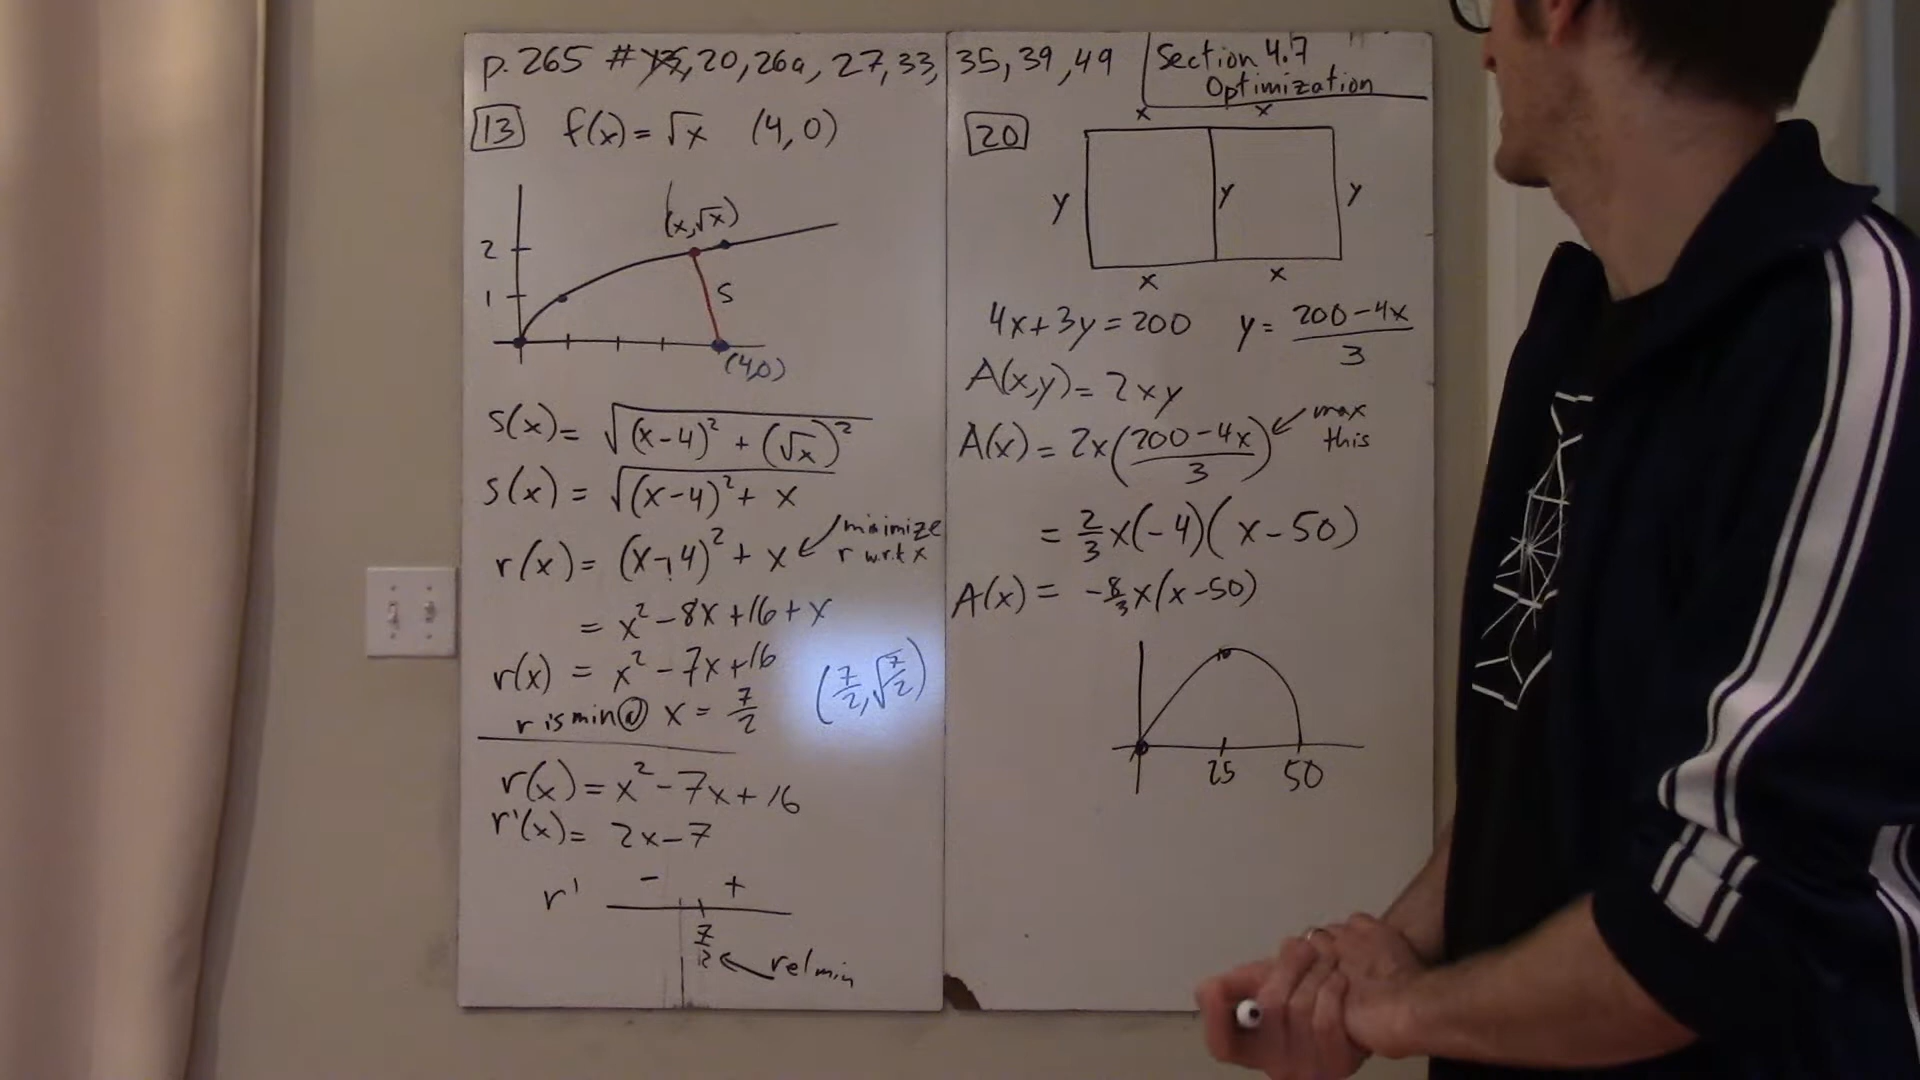 p. 265 # 13, 20, 26a, 27, 33, 35, 39, 49
Section 4.7
Optimization
13 f(x) = √x (4, 0)
(x, √x)
2
1
S
(4,0)
s(x) = √((x-4)² + (√x)²)
s(x) = √((x-4)² + x)
r(x) = (x-4)² + x ← minimize
r w.r.t x
= x² - 8x + 16 + x
r(x) = x² - 7x + 16
r is min @ x = 7/2
(7/2, √(7/2))
r(x) = x² - 7x + 16
r'(x) = 2x - 7
r' - +
7/2 ← rel min
20
x x
y y y
x x
4x + 3y = 200 y = (200 - 4x)/3
A(x,y) = 2xy
A(x) = 2x((200 - 4x)/3) ← max
this
= 2/3 x(-4)(x - 50)
A(x) = -8/3 x(x - 50)
25 50